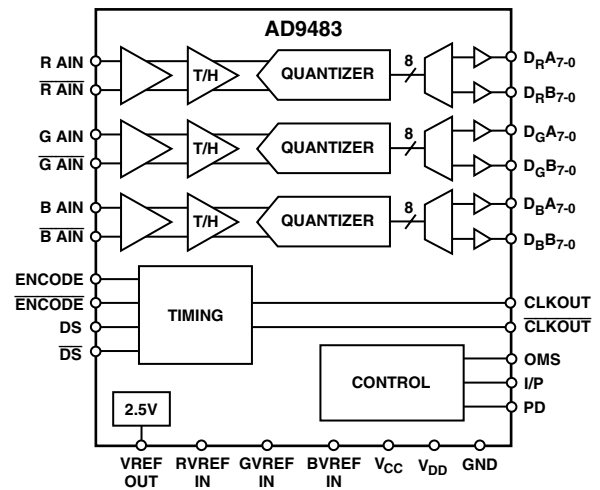 AD9483
R AIN
R AIN
T/H
QUANTIZER
8
DRA7-0
DRB7-0
G AIN
G AIN
T/H
QUANTIZER
8
DGA7-0
DGB7-0
B AIN
B AIN
T/H
QUANTIZER
8
DBA7-0
DBB7-0
ENCODE
ENCODE
DS
DS
TIMING
CLKOUT
CLKOUT
CONTROL
OMS
I/P
PD
2.5V
VREF OUT
RVREF IN
GVREF IN
BVREF IN
VCC
VDD
GND